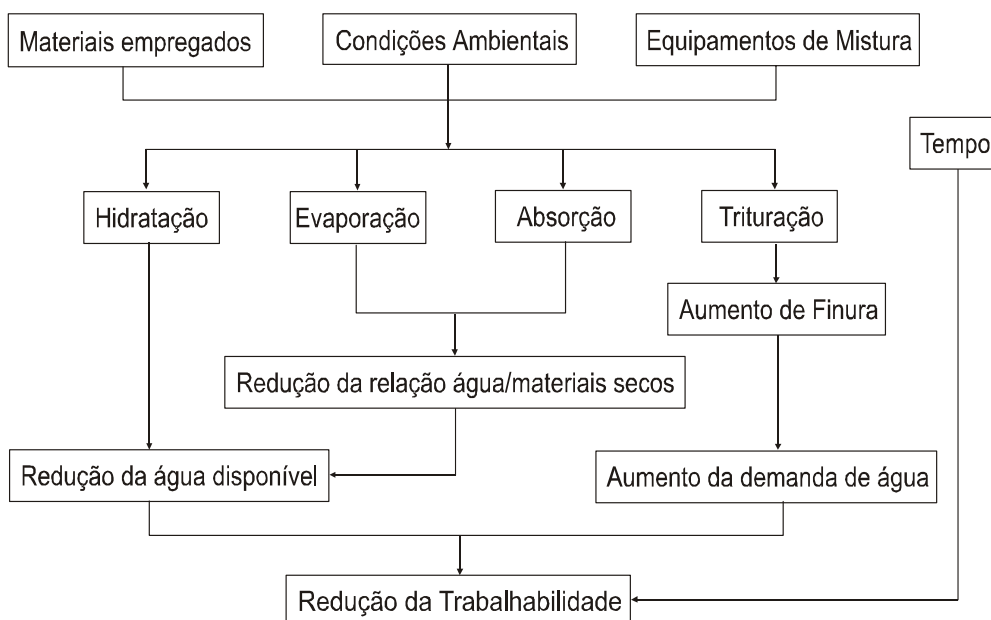 Materiais empregados
Condições Ambientais
Equipamentos de Mistura
Tempo
Hidratação
Evaporação
Absorção
Trituração
Aumento de Finura
Redução da relação água/materiais secos
Redução da água disponível
Aumento da demanda de água
Redução da Trabalhabilidade